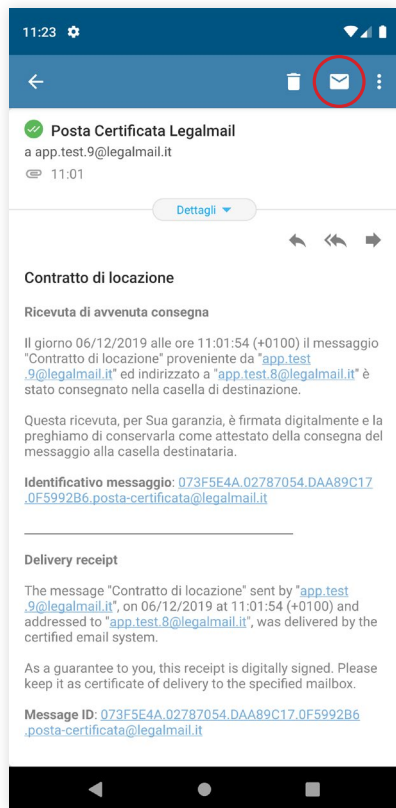 11:23
Posta Certificata Legalmail
a app.test.9@legalmail.it
11:01
Dettagli
Contratto di locazione
Ricevuta di avvenuta consegna
Il giorno 06/12/2019 alle ore 11:01:54 (+0100) il messaggio
"Contratto di locazione" proveniente da "app.test
.9@legalmail.it" ed indirizzato a "app.test.8@legalmail.it" è
stato consegnato nella casella di destinazione.
Questa ricevuta, per Sua garanzia, è firmata digitalmente e la
preghiamo di conservarla come attestato della consegna del
messaggio alla casella destinataria.
Identificativo messaggio: 073F5E4A.02787054.DAA89C17
.0F5992B6.posta-certificata@legalmail.it
Delivery receipt
The message "Contratto di locazione" sent by "app.test
.9@legalmail.it", on 06/12/2019 at 11:01:54 (+0100) and
addressed to "app.test.8@legalmail.it", was delivered by the
certified email system.
As a guarantee to you, this receipt is digitally signed. Please
keep it as certificate of delivery to the specified mailbox.
Message ID: 073F5E4A.02787054.DAA89C17.0F5992B6
.posta-certificata@legalmail.it